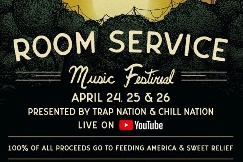 ROOM SERVICE
Music Festival
APRIL 24, 25 & 26
PRESENTED BY TRAP NATION & CHILL NATION
LIVE ON YouTube
100% OF ALL PROCEEDS GO TO FEEDING AMERICA & SWEET RELIEF